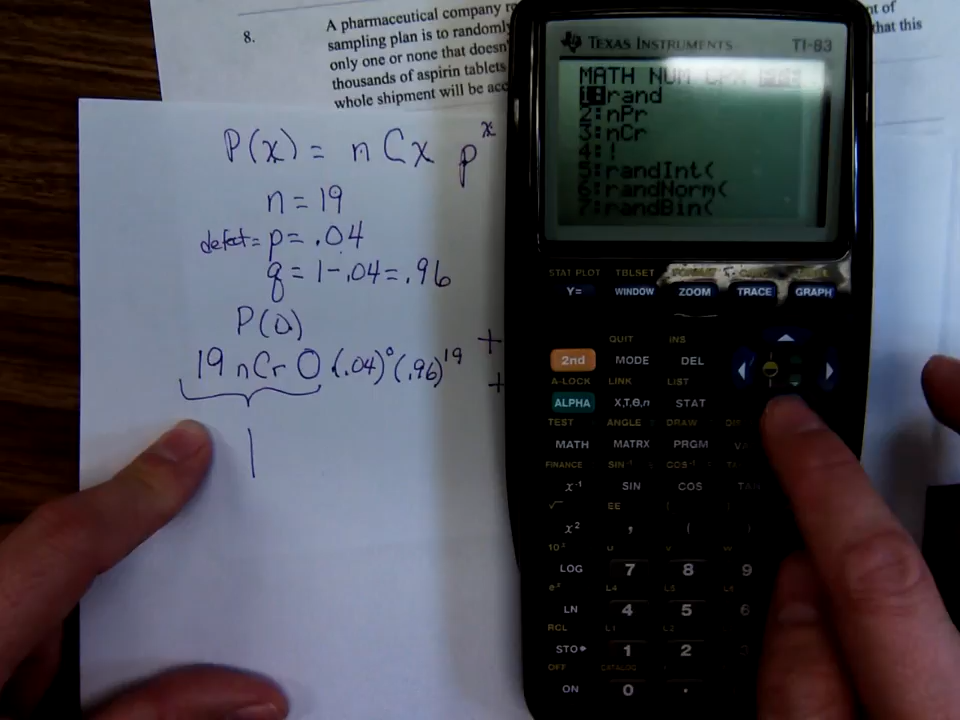 8.
A pharmaceutical company
sampling plan is to randomly
only one or none that doesn'
thousands of aspirin tablets
whole shipment will be acc
nt of
that this
P(x) = n C x p^x
n = 19
defect = p = .04
q = 1 - .04 = .96
P(0)
19 nCr 0 (.04)^0 (.96)^19 +
+
1
TEXAS INSTRUMENTS TI-83
MATH NUM CPX PRB
1:rand
2:nPr
3:nCr
4:!
5:randInt(
6:randNorm(
7:randBin(
STAT PLOT TBLSET
Y= WINDOW ZOOM TRACE GRAPH
QUIT INS
2nd MODE DEL
A-LOCK LINK LIST
ALPHA X,T,θ,n STAT
TEST ANGLE DRAW
MATH MATRX PRGM
FINANCE SIN⁻¹ COS⁻¹
x⁻¹ SIN COS
√ EE
x² , (
10ˣ U V W
LOG 7 8 9
eˣ L4 L5 L6
LN 4 5 6
RCL L1 L2
STO▸ 1 2 3
OFF CATALOG
ON 0 .